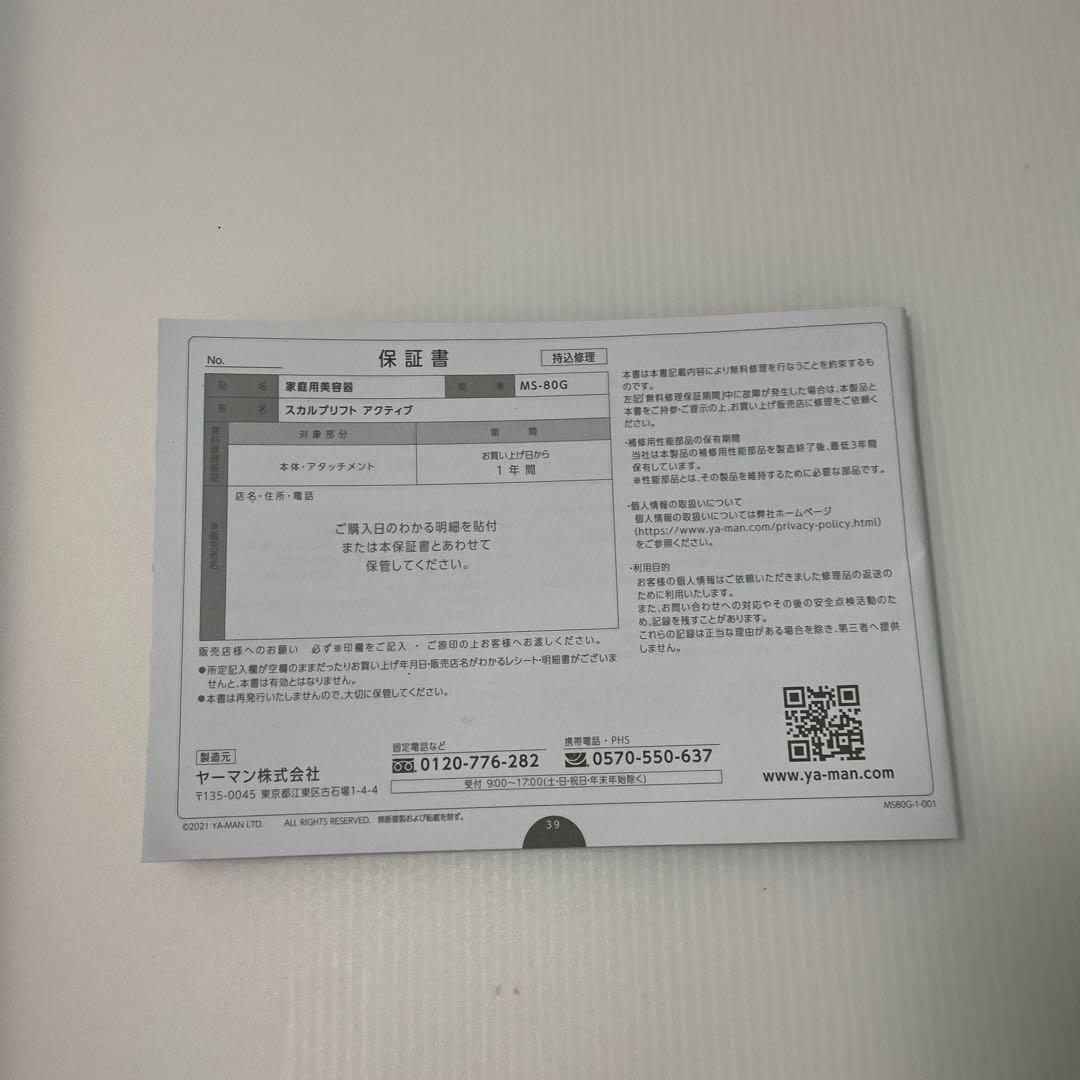 No.
保証書
持込修理
品 名 家庭用美容器 型 番 MS-80G
形 名 スカルプリフト アクティブ
無料修理保証
対象部分 期 間
本体・アタッチメント
お買い上げ日から
1年間
※販売者名
店名・住所・電話
ご購入日のわかる明細を貼付
または本保証書とあわせて
保管してください。
販売店様へのお願い 必ず※印欄をご記入・ご捺印の上お客様へお渡しください。
●所定記入欄が空欄のままだったりお買い上げ年月日・販売店名がわかるレシート・明細書がございま
せんと、本書は有効とはなりません。
●本書は再発行いたしませんので、大切に保管してください。
本書は本書記載内容により無料修理を行なうことを約束するも
のです。
左記「無料修理保証期間」中に故障が発生した場合は、本製品と
本書をご持参・ご提示の上、お買い上げ販売店に修理をご依頼く
ださい。
・補修用性能部品の保有期間
当社は本製品の補修用性能部品を製造終了後、最低3年間
保有しています。
※性能部品とは、その製品を維持するために必要な部品です。
・個人情報の取扱いについて
個人情報の取扱いについては弊社ホームページ
(https://www.ya-man.com/privacy-policy.html)
をご参照ください。
・利用目的
お客様の個人情報はご依頼いただきました修理品の返送の
ために利用いたします。
また、お問い合わせへの対応やその後の安全点検活動のた
め、記録を残すことがあります。
これらの記録は正当な理由がある場合を除き、第三者へ提供
しません。
製造元
ヤーマン株式会社
〒135-0045 東京都江東区古石場1-4-4
固定電話など
0120-776-282
携帯電話・PHS
0570-550-637
受付 9:00~17:00(土・日・祝日・年末年始除く)
www.ya-man.com
MS80G-1-001
©2021 YA-MAN LTD. ALL RIGHTS RESERVED. 無断複製および転載を禁ず。
39